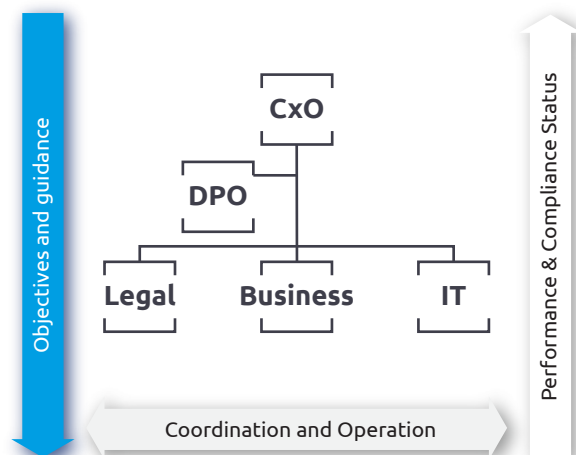 Objectives and guidance
CxO
DPO
Legal
Business
IT
Performance & Compliance Status
Coordination and Operation